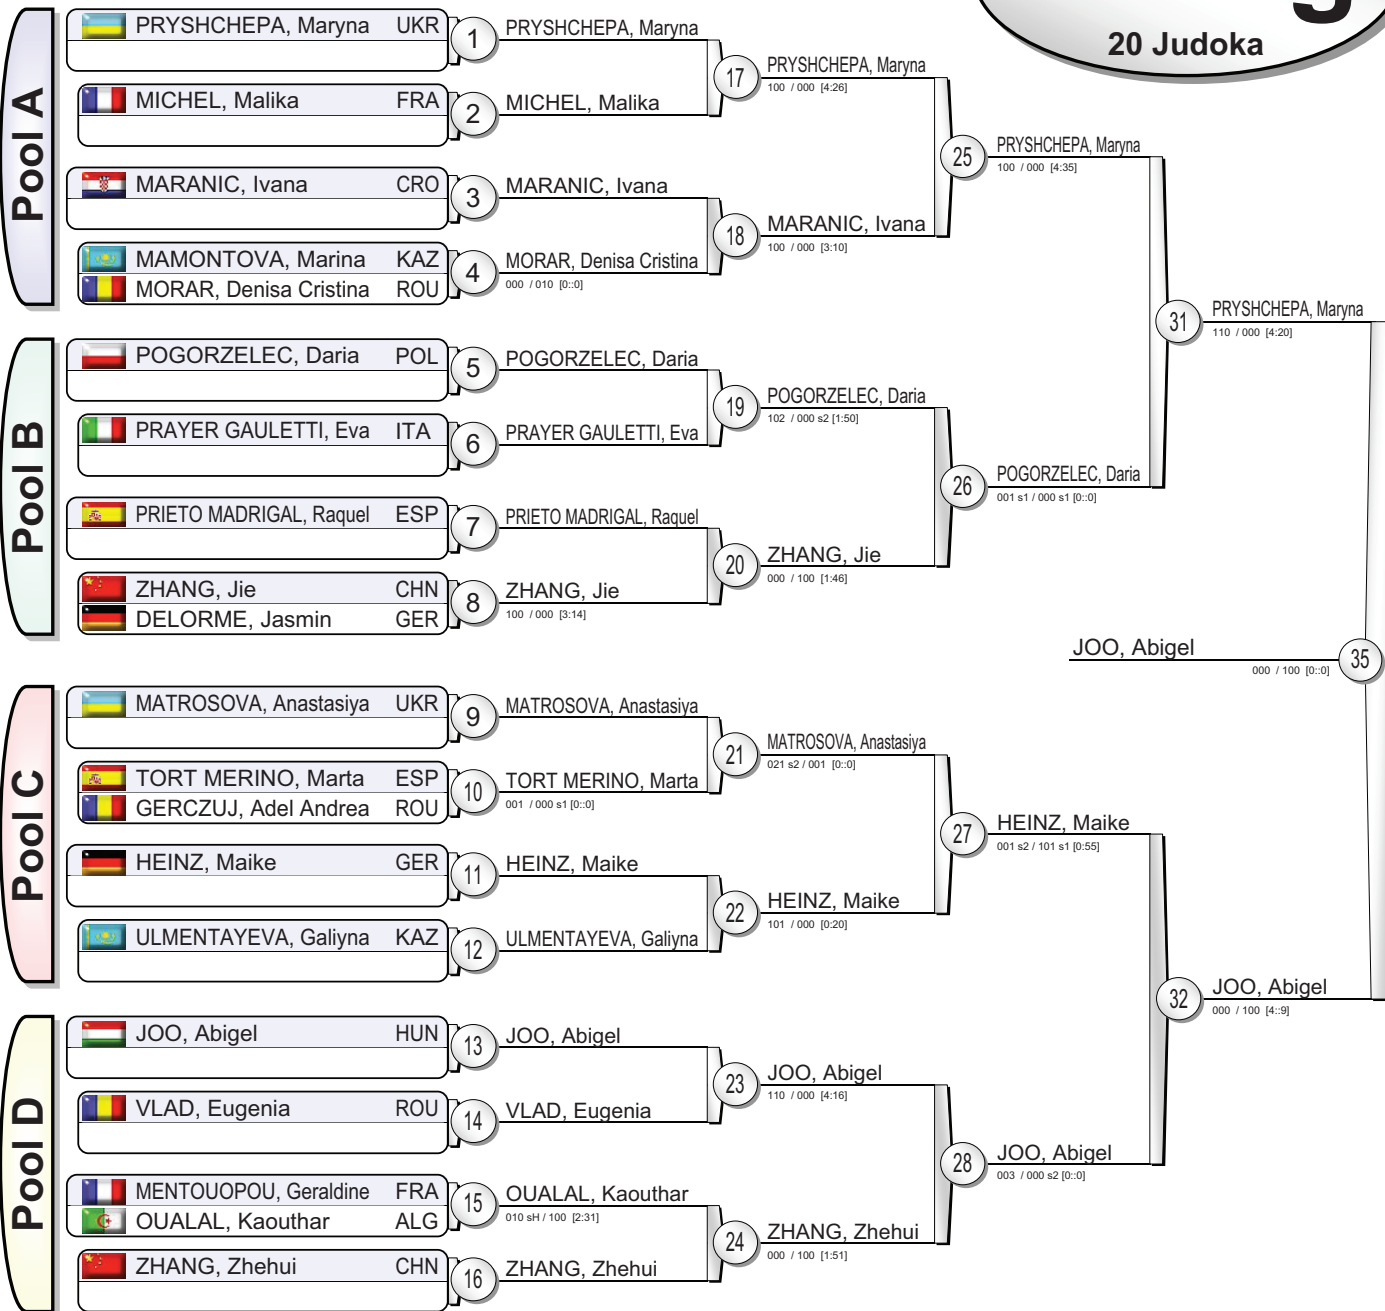 20 Judoka
Pool A
PRYSHCHEPA, Maryna UKR
1
PRYSHCHEPA, Maryna
MICHEL, Malika FRA
2
MICHEL, Malika
17
PRYSHCHEPA, Maryna
100 / 000 [4:26]
MARANIC, Ivana CRO
3
MARANIC, Ivana
MAMONTOVA, Marina KAZ
MORAR, Denisa Cristina ROU
4
MORAR, Denisa Cristina
000 / 010 [0::0]
18
MARANIC, Ivana
100 / 000 [3:10]
25
PRYSHCHEPA, Maryna
100 / 000 [4:35]
Pool B
POGORZELEC, Daria POL
5
POGORZELEC, Daria
PRAYER GAULETTI, Eva ITA
6
PRAYER GAULETTI, Eva
19
POGORZELEC, Daria
102 / 000 s2 [1:50]
PRIETO MADRIGAL, Raquel ESP
7
PRIETO MADRIGAL, Raquel
ZHANG, Jie CHN
DELORME, Jasmin GER
8
ZHANG, Jie
100 / 000 [3:14]
20
ZHANG, Jie
000 / 100 [1:46]
26
POGORZELEC, Daria
001 s1 / 000 s1 [0::0]
31
PRYSHCHEPA, Maryna
110 / 000 [4:20]
JOO, Abigel
000 / 100 [0::0]
35
Pool C
MATROSOVA, Anastasiya UKR
9
MATROSOVA, Anastasiya
TORT MERINO, Marta ESP
GERCZUJ, Adel Andrea ROU
10
TORT MERINO, Marta
001 / 000 s1 [0::0]
21
MATROSOVA, Anastasiya
021 s2 / 001 [0::0]
HEINZ, Maike GER
11
HEINZ, Maike
ULMENTAYEVA, Galiyna KAZ
12
ULMENTAYEVA, Galiyna
22
HEINZ, Maike
101 / 000 [0:20]
27
HEINZ, Maike
001 s2 / 101 s1 [0:55]
Pool D
JOO, Abigel HUN
13
JOO, Abigel
VLAD, Eugenia ROU
14
VLAD, Eugenia
23
JOO, Abigel
110 / 000 [4:16]
MENTOUOPOU, Geraldine FRA
OUALAL, Kaouthar ALG
15
OUALAL, Kaouthar
010 sH / 100 [2:31]
ZHANG, Zhehui CHN
16
ZHANG, Zhehui
24
ZHANG, Zhehui
000 / 100 [1:51]
28
JOO, Abigel
003 / 000 s2 [0::0]
32
JOO, Abigel
000 / 100 [4::9]